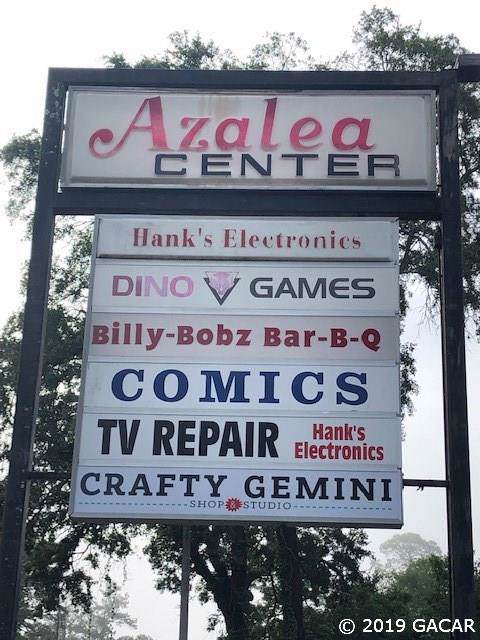 Azalea
CENTER
Hank's Electronics
DINO GAMES
Billy-Bobz Bar-B-Q
COMICS
TV REPAIR Hank's
Electronics
CRAFTY GEMINI
SHOP & STUDIO
© 2019 GACAR